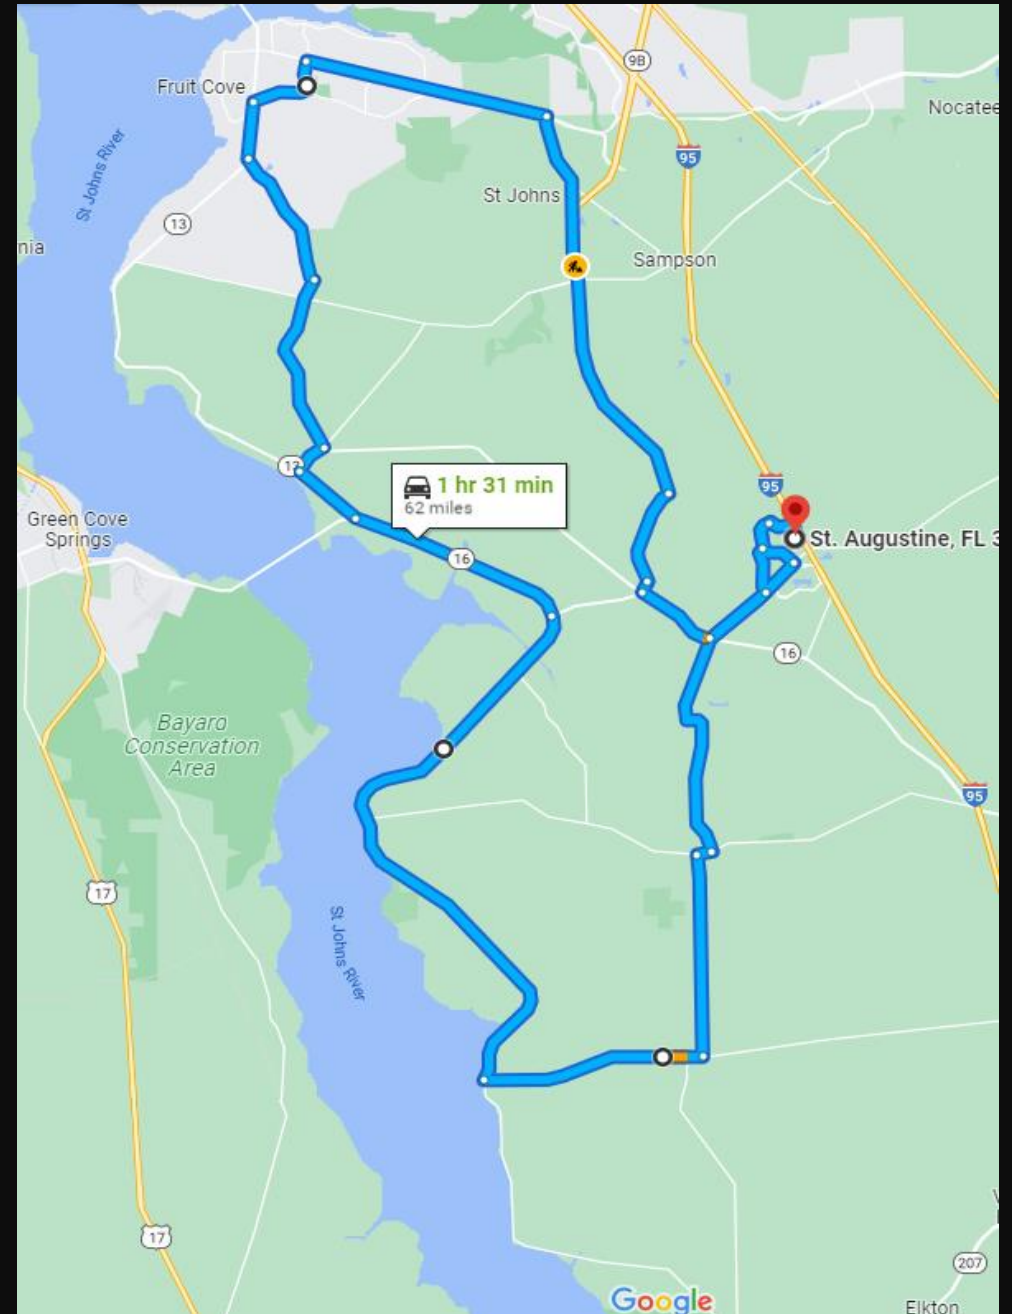 9B
Fruit Cove
Nocatee
St Johns River
95
St Johns
13
nia
Sampson
13
95
1 hr 31 min
62 miles
Green Cove
Springs
St. Augustine, FL 3
16
16
Bayard
Conservation
Area
95
17
St Johns River
17
207
Google
Elkton